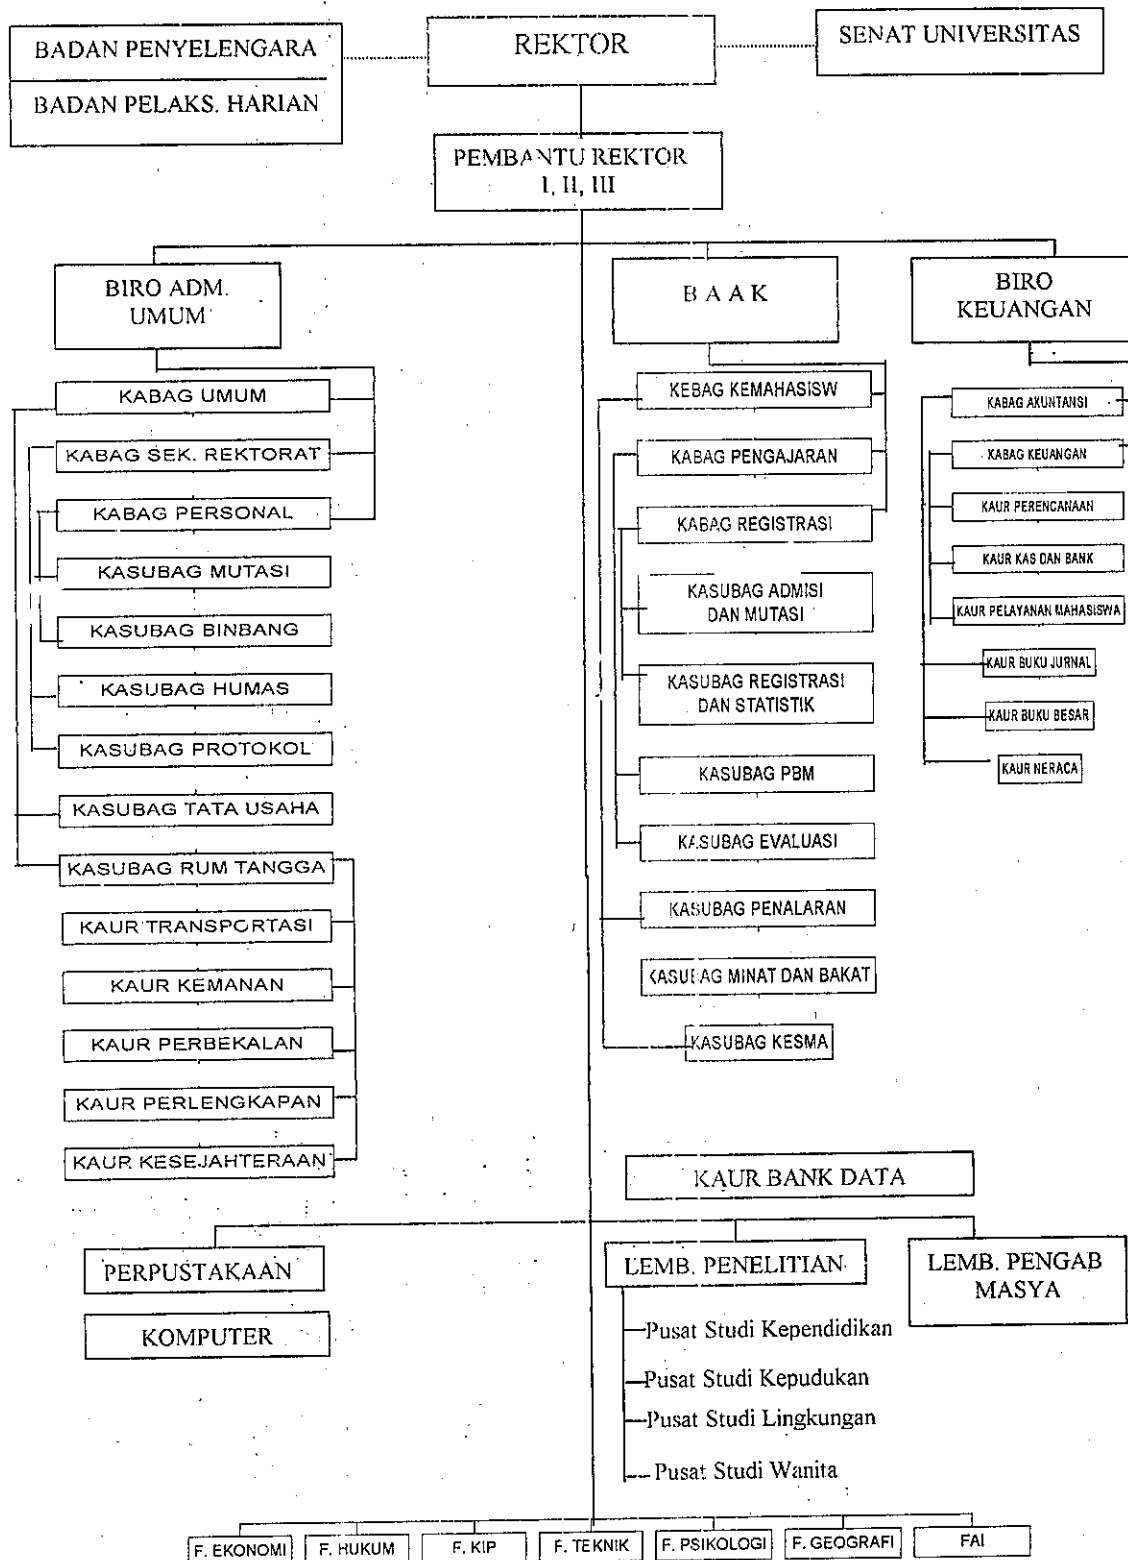 BADAN PENYELENGARA
BADAN PELAKS. HARIAN
REKTOR
SENAT UNIVERSITAS
PEMBANTU REKTOR
I, II, III
BIRO ADM.
UMUM
KABAG UMUM
KABAG SEK. REKTORAT
KABAG PERSONAL
KASUBAG MUTASI
KASUBAG BINBANG
KASUBAG HUMAS
KASUBAG PROTOKOL
KASUBAG TATA USAHA
KASUBAG RUM TANGGA
KAUR TRANSPORTASI
KAUR KEMANAN
KAUR PERBEKALAN
KAUR PERLENGKAPAN
KAUR KESEJAHTERAAN
B A A K
KEBAG KEMAHASISW
KABAG PENGAJARAN
KABAG REGISTRASI
KASUBAG ADMISI
DAN MUTASI
KASUBAG REGISTRASI
DAN STATISTIK
KASUBAG PBM
KASUBAG EVALUASI
KASUBAG PENALARAN
KASUBAG MINAT DAN BAKAT
KASUBAG KESMA
BIRO
KEUANGAN
KABAG AKUNTANSI
KABAG KEUANGAN
KAUR PERENCANAAN
KAUR KAS DAN BANK
KAUR PELAYANAN MAHASISWA
KAUR BUKU JURNAL
KAUR BUKU BESAR
KAUR NERACA
KAUR BANK DATA
PERPUSTAKAAN
KOMPUTER
LEMB. PENELITIAN
Pusat Studi Kependidikan
Pusat Studi Kepudukan
Pusat Studi Lingkungan
Pusat Studi Wanita
LEMB. PENGAB
MASYA
F. EKONOMI
F. HUKUM
F. KIP
F. TEKNIK
F. PSIKOLOGI
F. GEOGRAFI
FAI